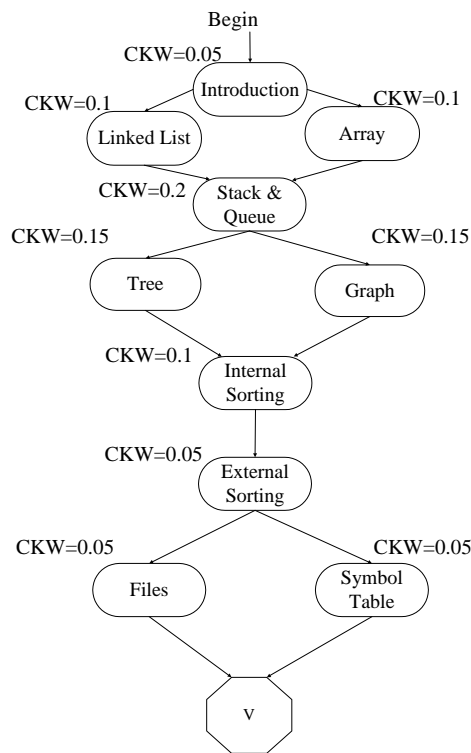 Begin
CKW=0.05
Introduction
CKW=0.1
CKW=0.1
Linked List
Array
CKW=0.2
Stack &
Queue
CKW=0.15
CKW=0.15
Tree
Graph
CKW=0.1
Internal
Sorting
CKW=0.05
External
Sorting
CKW=0.05
CKW=0.05
Files
Symbol
Table
V